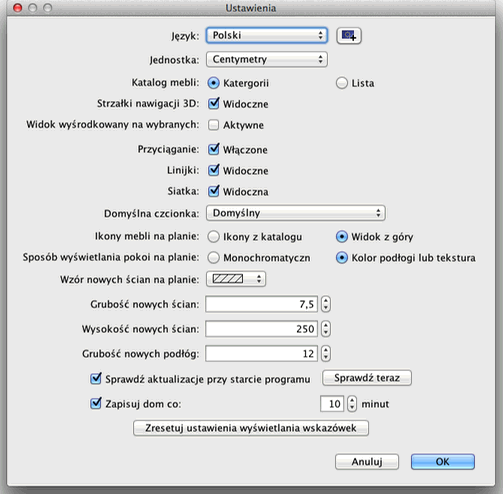 Ustawienia
Język: Polski
Jednostka: Centymetry
Katalog mebli: Katergorii Lista
Strzałki nawigacji 3D: Widoczne
Widok wyśrodkowany na wybranych: Aktywne
Przyciąganie: Włączone
Linijki: Widoczne
Siatka: Widoczna
Domyślna czcionka: Domyślny
Ikony mebli na planie: Ikony z katalogu Widok z góry
Sposób wyświetlania pokoi na planie: Monochromatyczn Kolor podłogi lub tekstura
Wzór nowych ścian na planie:
Grubość nowych ścian: 7,5
Wysokość nowych ścian: 250
Grubość nowych podłóg: 12
Sprawdź aktualizacje przy starcie programu Sprawdź teraz
Zapisuj dom co: 10 minut
Zresetuj ustawienia wyświetlania wskazówek
Anuluj OK